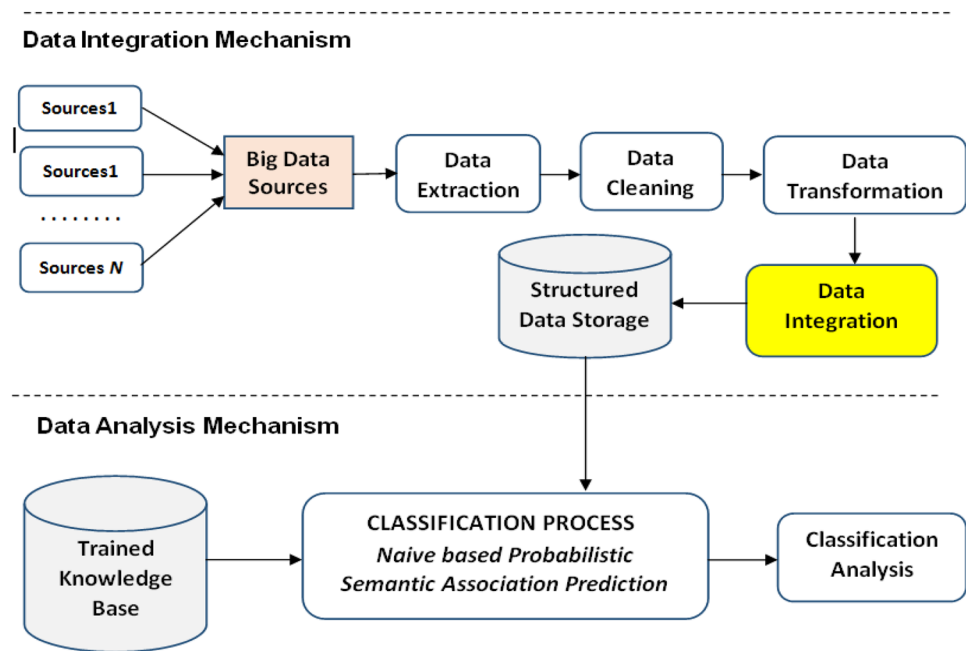 Data Integration Mechanism
Sources1
Sources1
........
Sources N
Big Data
Sources
Data
Extraction
Data
Cleaning
Data
Transformation
Data
Integration
Structured
Data Storage
Data Analysis Mechanism
Trained
Knowledge
Base
CLASSIFICATION PROCESS
Naive based Probabilistic
Semantic Association Prediction
Classification
Analysis